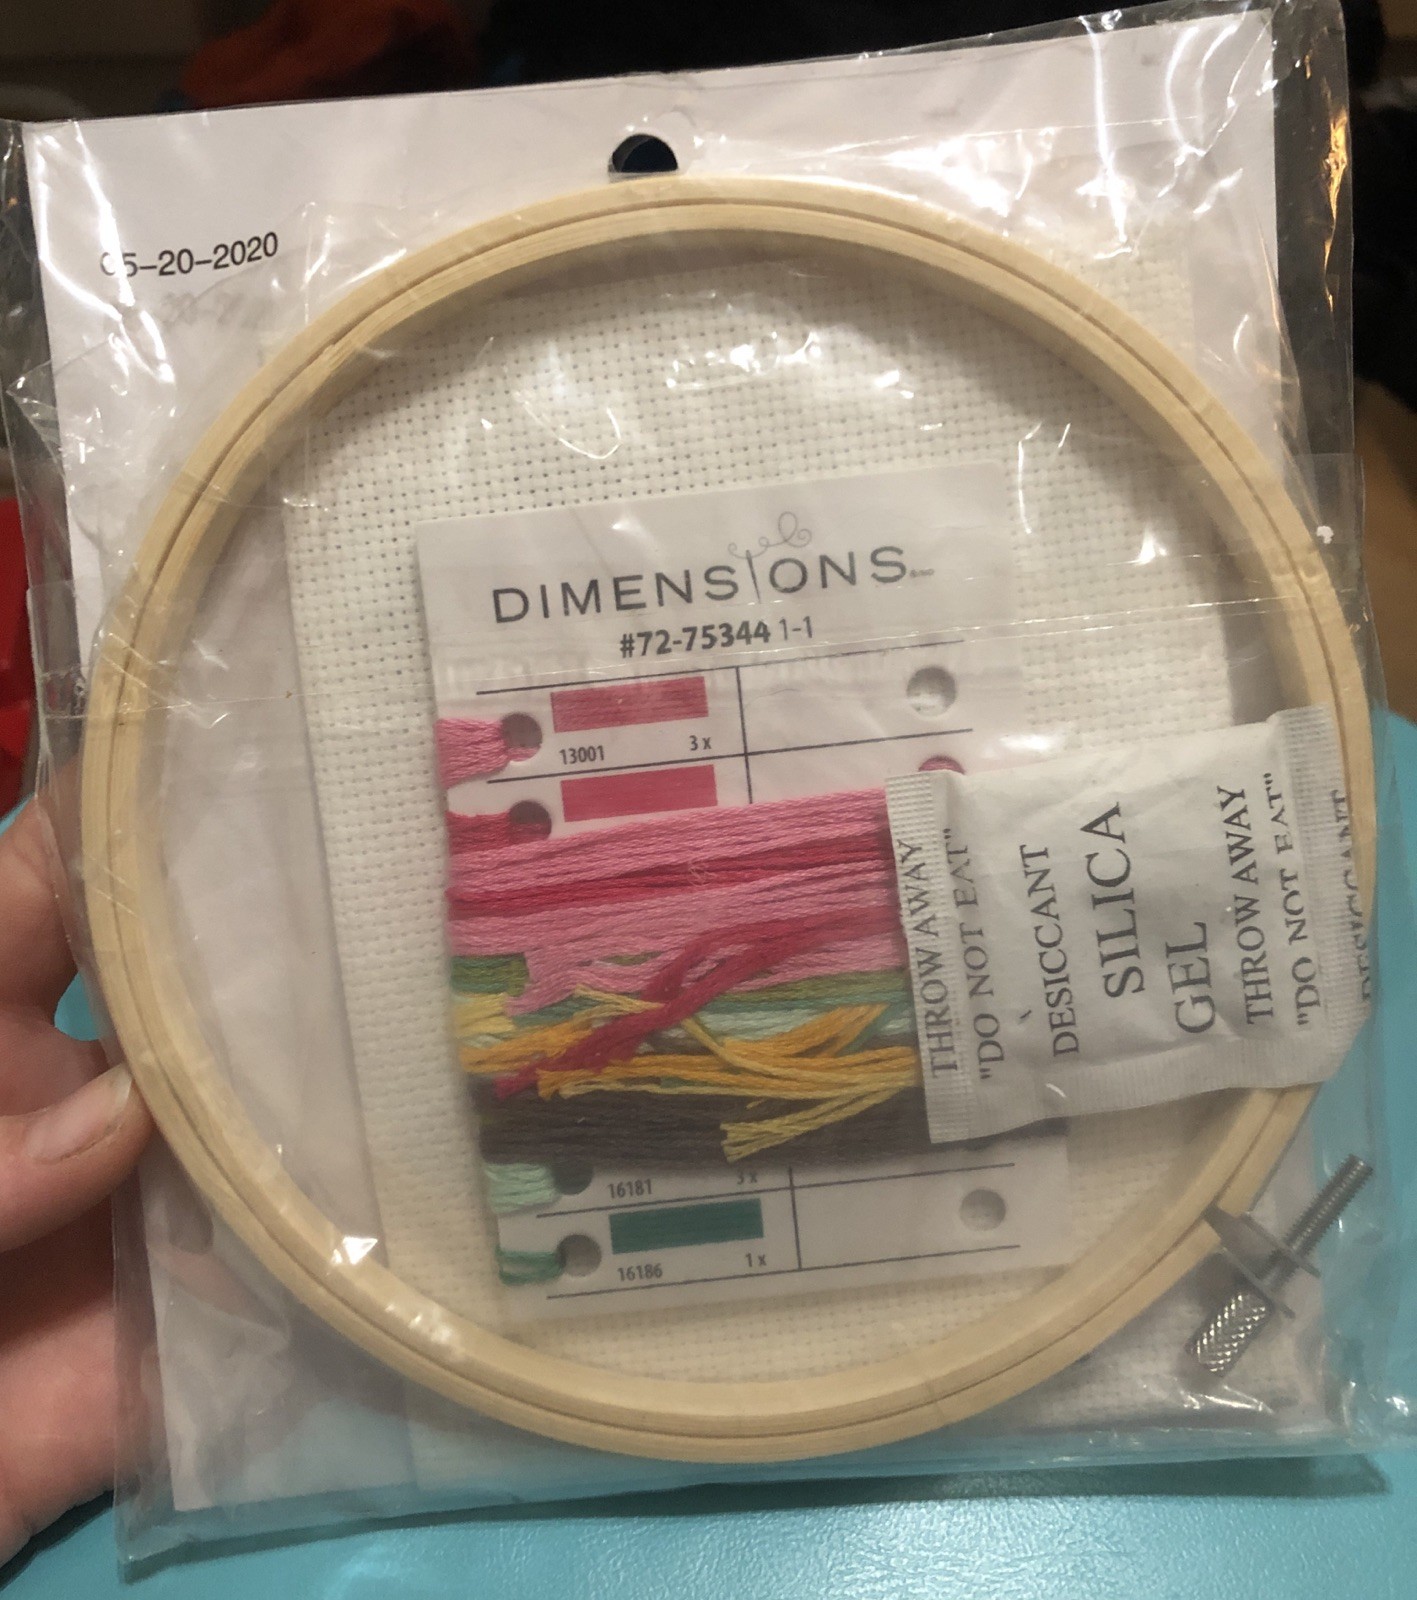 05-20-2020
DIMENSIONS
#72-75344 1-1
13001 3 x
16181 3 x
16186 1 x
THROW AWAY
"DO NOT EAT"
DESICCANT
SILICA
GEL
THROW AWAY
"DO NOT EAT"
DESICCANT